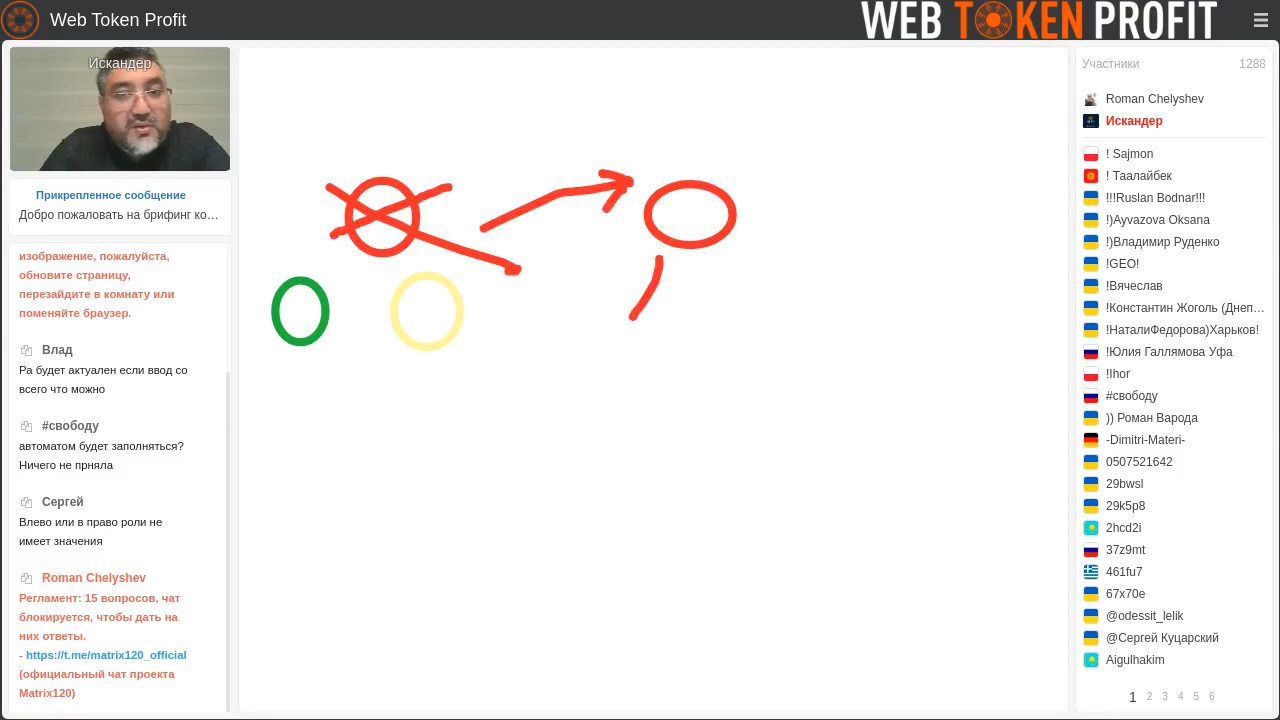 Web Token Profit
WEB TOKEN PROFIT
Искандер
Прикрепленное сообщение
Добро пожаловать на брифинг ко…
изображение, пожалуйста,
обновите страницу,
перезайдите в комнату или
поменяйте браузер.
Влад
Ра будет актуален если ввод со
всего что можно
#свободу
автоматом будет заполняться?
Ничего не прняла
Сергей
Влево или в право роли не
имеет значения
Roman Chelyshev
Регламент: 15 вопросов, чат
блокируется, чтобы дать на
них ответы.
- https://t.me/matrix120_official
(официальный чат проекта
Matrix120)
Участники 1288
Roman Chelyshev
Искандер
! Sajmon
! Таалайбек
!!!Ruslan Bodnar!!!
!)Ayvazova Oksana
!)Владимир Руденко
!GEO!
!Вячеслав
!Константин Жоголь (Днеп…
!НаталиФедорова)Харьков!
!Юлия Галлямова Уфа
!Ihor
#свободу
)) Роман Варода
-Dimitri-Materi-
0507521642
29bwsl
29k5p8
2hcd2i
37z9mt
461fu7
67x70e
@odessit_lelik
@Сергей Куцарский
Aigulhakim
1 2 3 4 5 6